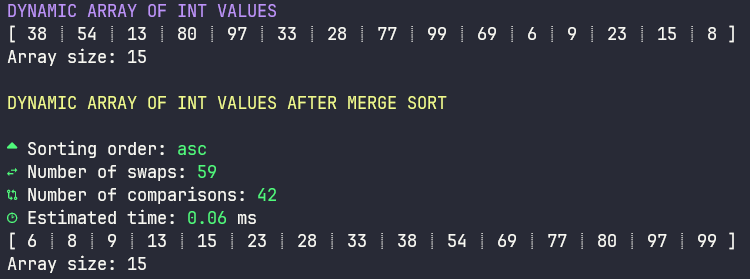 DYNAMIC ARRAY OF INT VALUES
[ 38 ┊ 54 ┊ 13 ┊ 80 ┊ 97 ┊ 33 ┊ 28 ┊ 77 ┊ 99 ┊ 69 ┊ 6 ┊ 9 ┊ 23 ┊ 15 ┊ 8 ]
Array size: 15
DYNAMIC ARRAY OF INT VALUES AFTER MERGE SORT
Sorting order: asc
Number of swaps: 59
Number of comparisons: 42
Estimated time: 0.06 ms
[ 6 ┊ 8 ┊ 9 ┊ 13 ┊ 15 ┊ 23 ┊ 28 ┊ 33 ┊ 38 ┊ 54 ┊ 69 ┊ 77 ┊ 80 ┊ 97 ┊ 99 ]
Array size: 15